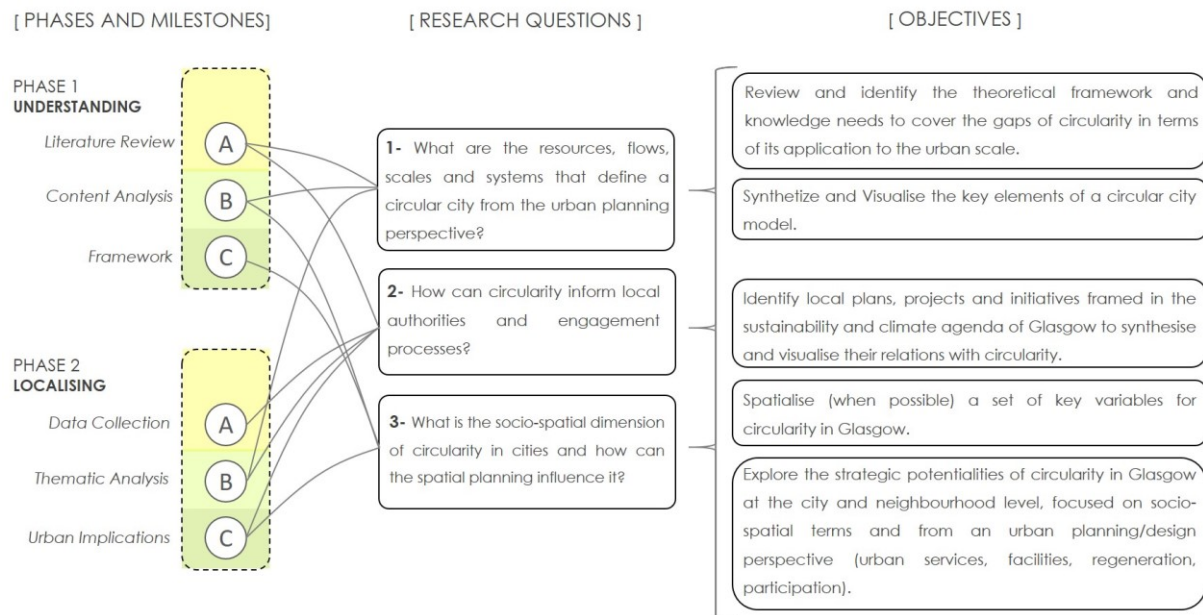 [ PHASES AND MILESTONES]
[ RESEARCH QUESTIONS ]
[ OBJECTIVES ]
PHASE 1
UNDERSTANDING
Literature Review
A
Content Analysis
B
Framework
C
PHASE 2
LOCALISING
Data Collection
A
Thematic Analysis
B
Urban Implications
C
1- What are the resources, flows,
scales and systems that define a
circular city from the urban planning
perspective?
2- How can circularity inform local
authorities and engagement
processes?
3- What is the socio-spatial dimension
of circularity in cities and how can
the spatial planning influence it?
Review and identify the theoretical framework and
knowledge needs to cover the gaps of circularity in terms
of its application to the urban scale.
Synthetize and Visualise the key elements of a circular city
model.
Identify local plans, projects and initiatives framed in the
sustainability and climate agenda of Glasgow to synthesise
and visualise their relations with circularity.
Spatialise (when possible) a set of key variables for
circularity in Glasgow.
Explore the strategic potentialities of circularity in Glasgow
at the city and neighbourhood level, focused on socio-
spatial terms and from an urban planning/design
perspective (urban services, facilities, regeneration,
participation).